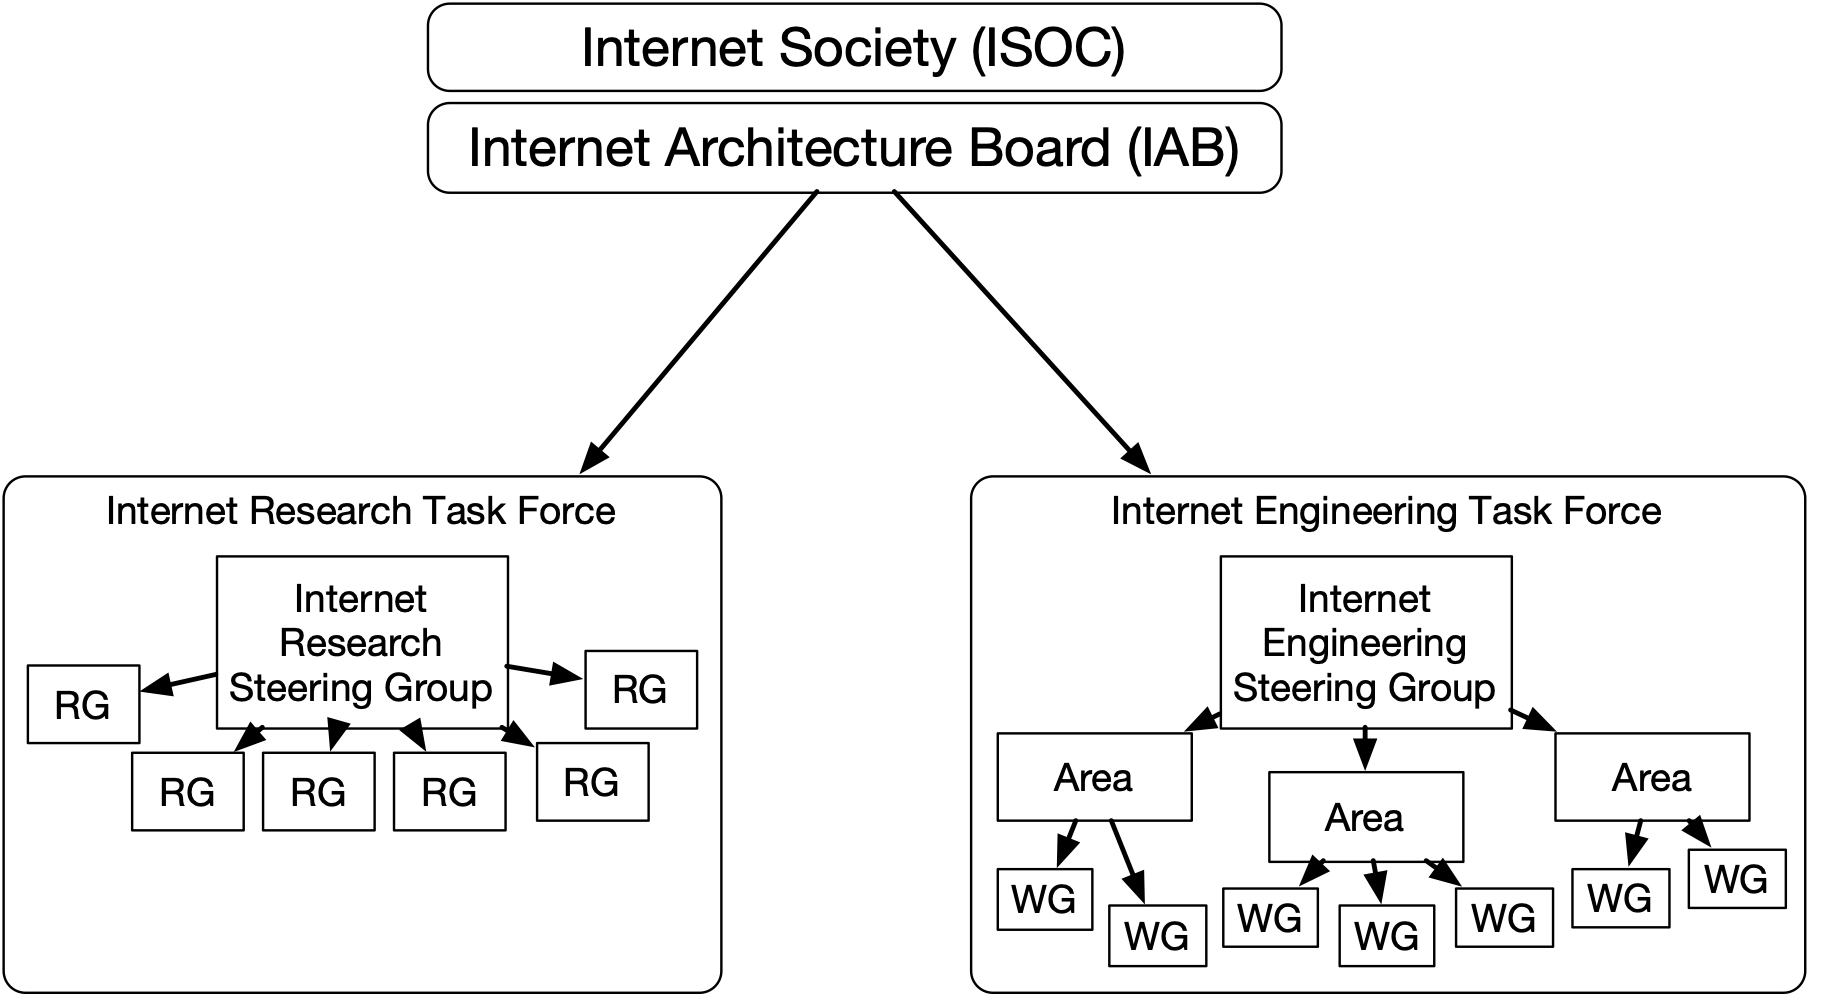 Internet Society (ISOC)
Internet Architecture Board (IAB)
Internet Research Task Force
Internet
Research
Steering Group
RG
RG
RG
RG
RG
RG
Internet Engineering Task Force
Internet
Engineering
Steering Group
Area
Area
Area
WG
WG
WG
WG
WG
WG
WG